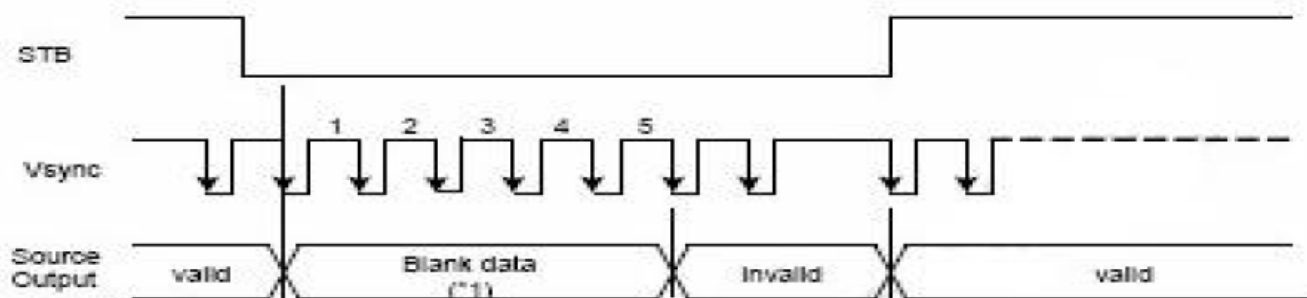 STB
1 2 3 4 5
Vsync
Source
Output
valid
Blank data
(*1)
Invalid
valid